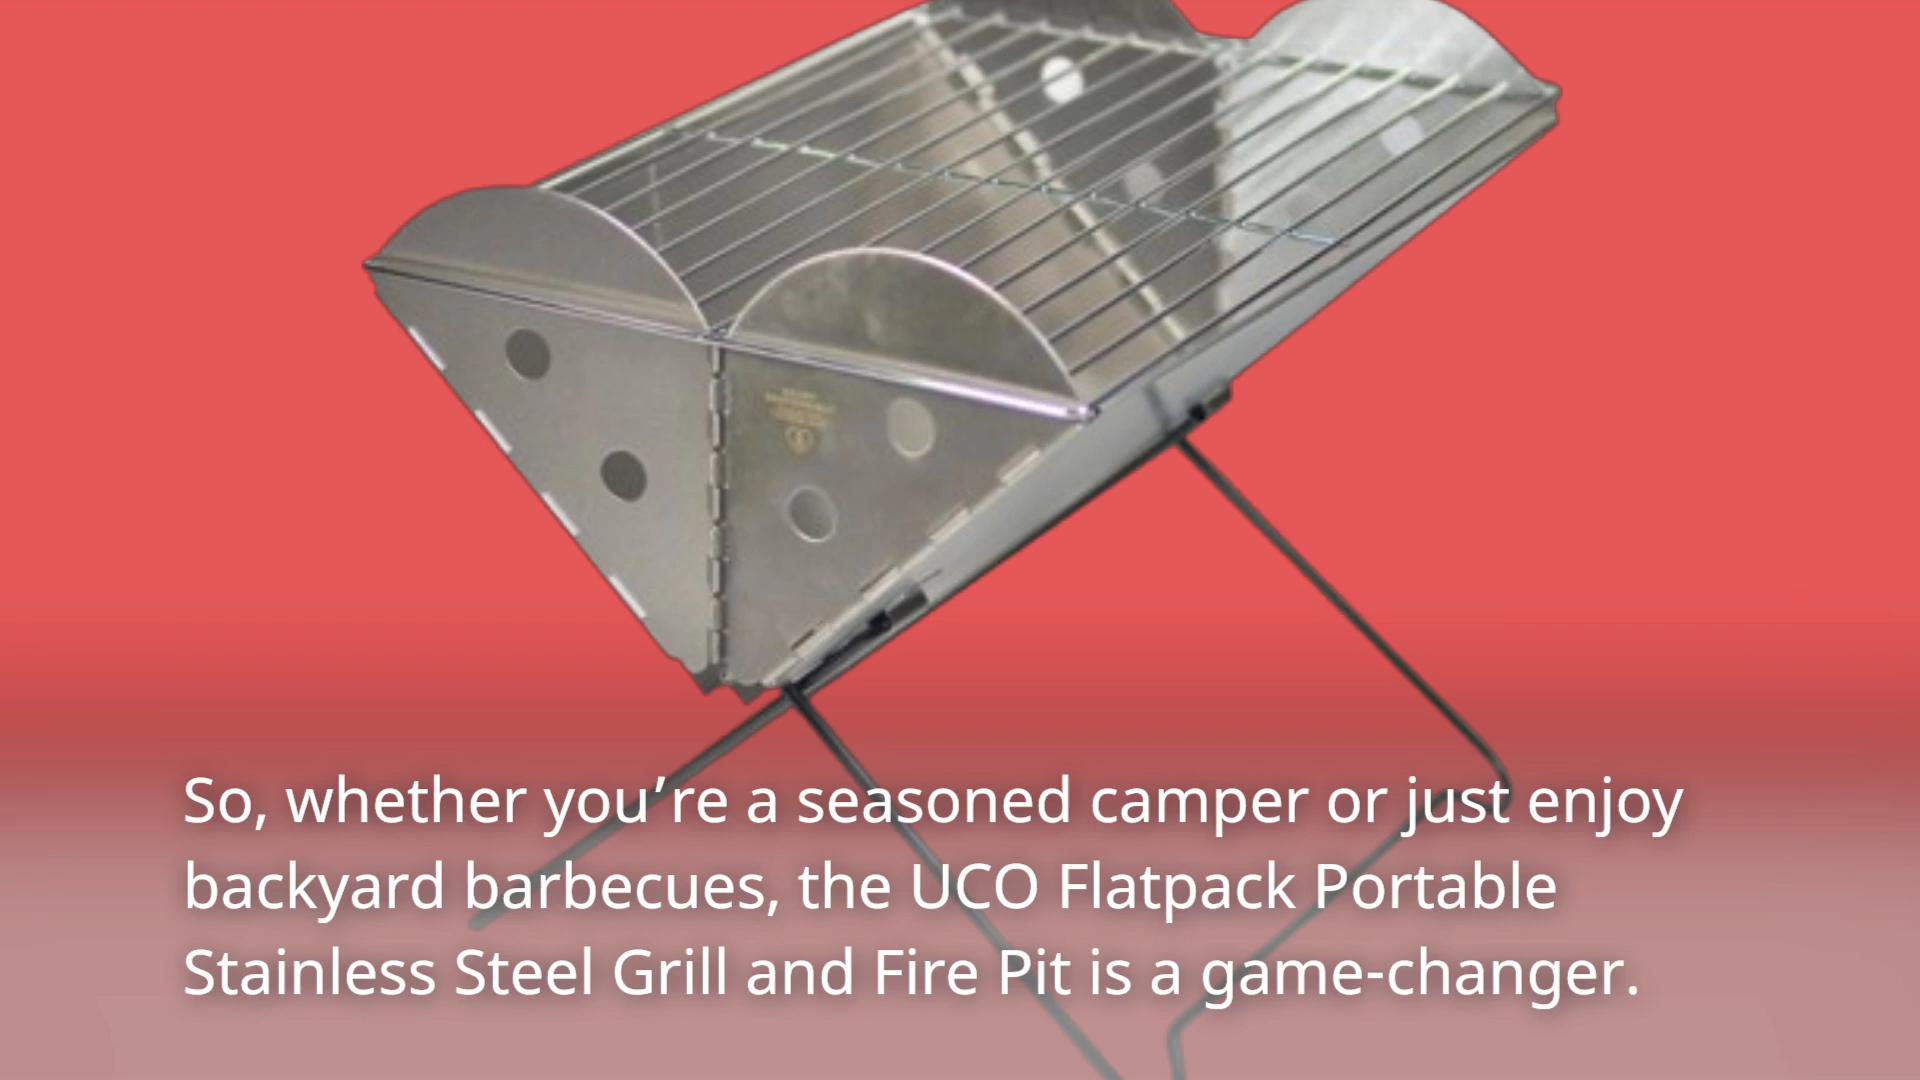 So, whether you’re a seasoned camper or just enjoy
backyard barbecues, the UCO Flatpack Portable
Stainless Steel Grill and Fire Pit is a game-changer.